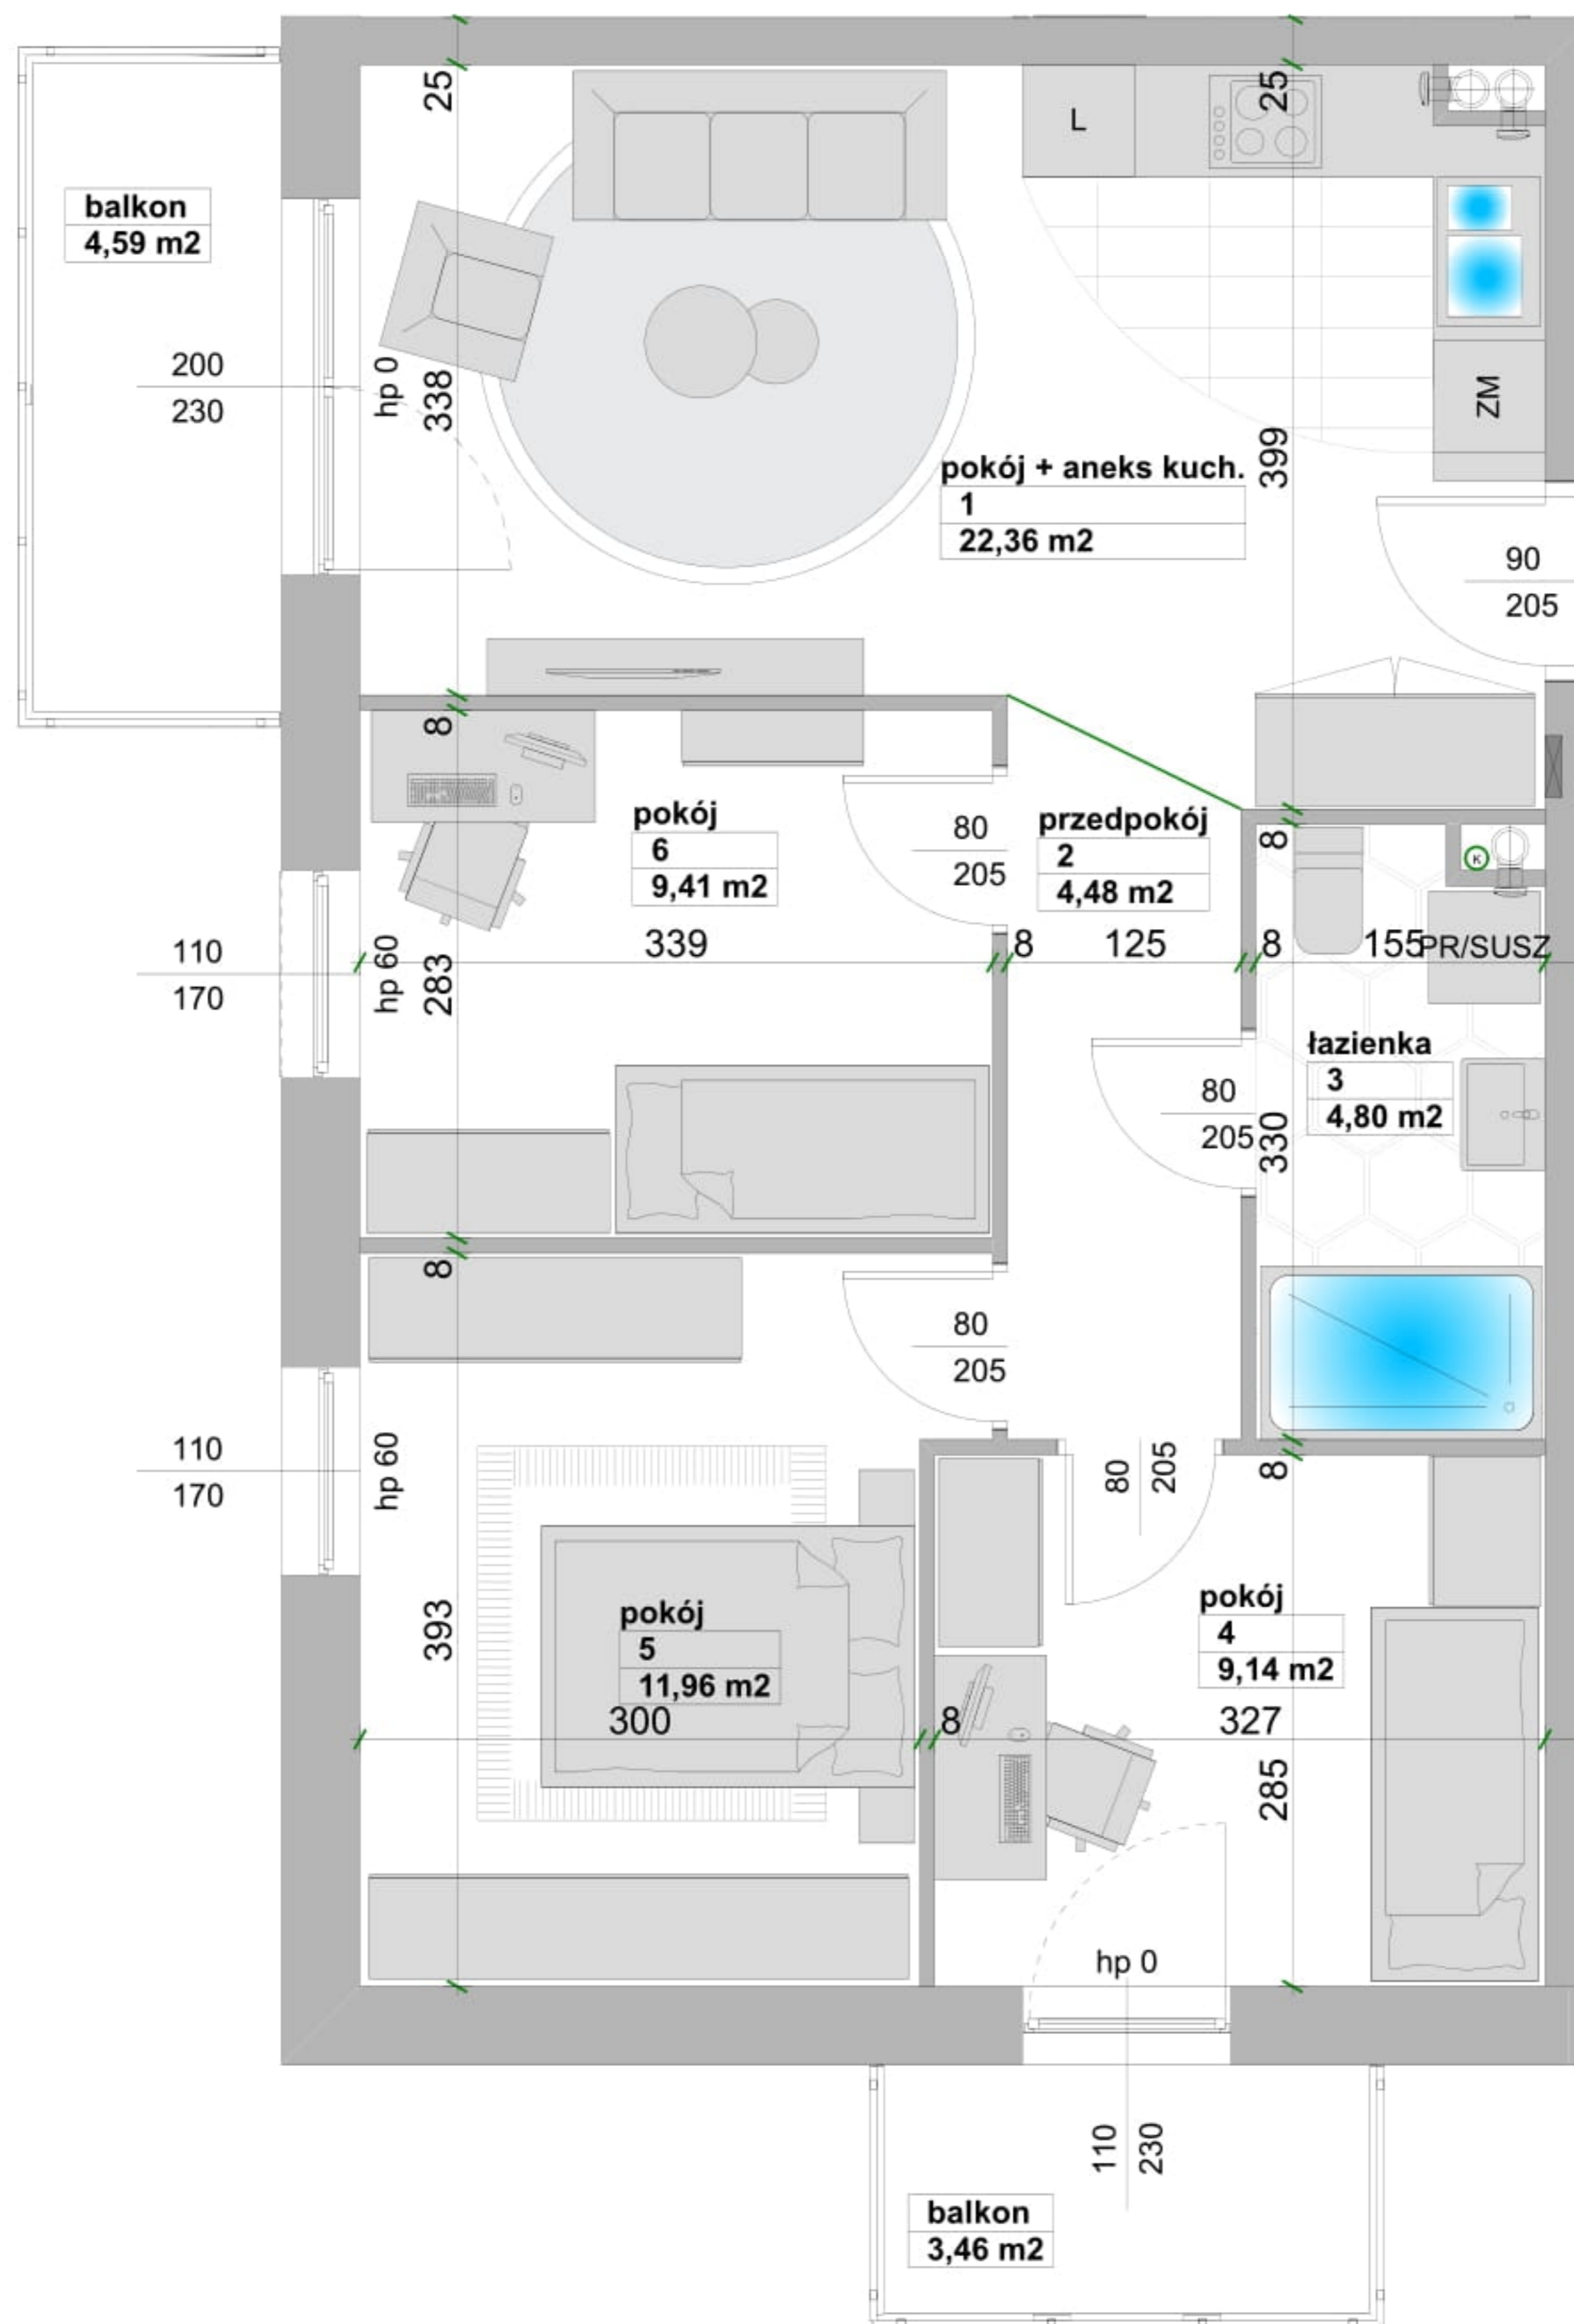 25
25
L
balkon
4,59 m2
200
230
hp 0
338
ZM
399
pokój + aneks kuch.
1
22,36 m2
90
205
8
pokój
6
9,41 m2
80
205
przedpokój
2
4,48 m2
8
K
339
8
125
8
155
PR/SUSZ
110
170
hp 60
283
łazienka
3
4,80 m2
80
205
330
8
80
205
110
170
hp 60
80
205
8
393
pokój
5
11,96 m2
300
8
pokój
4
9,14 m2
327
285
hp 0
110
230
balkon
3,46 m2